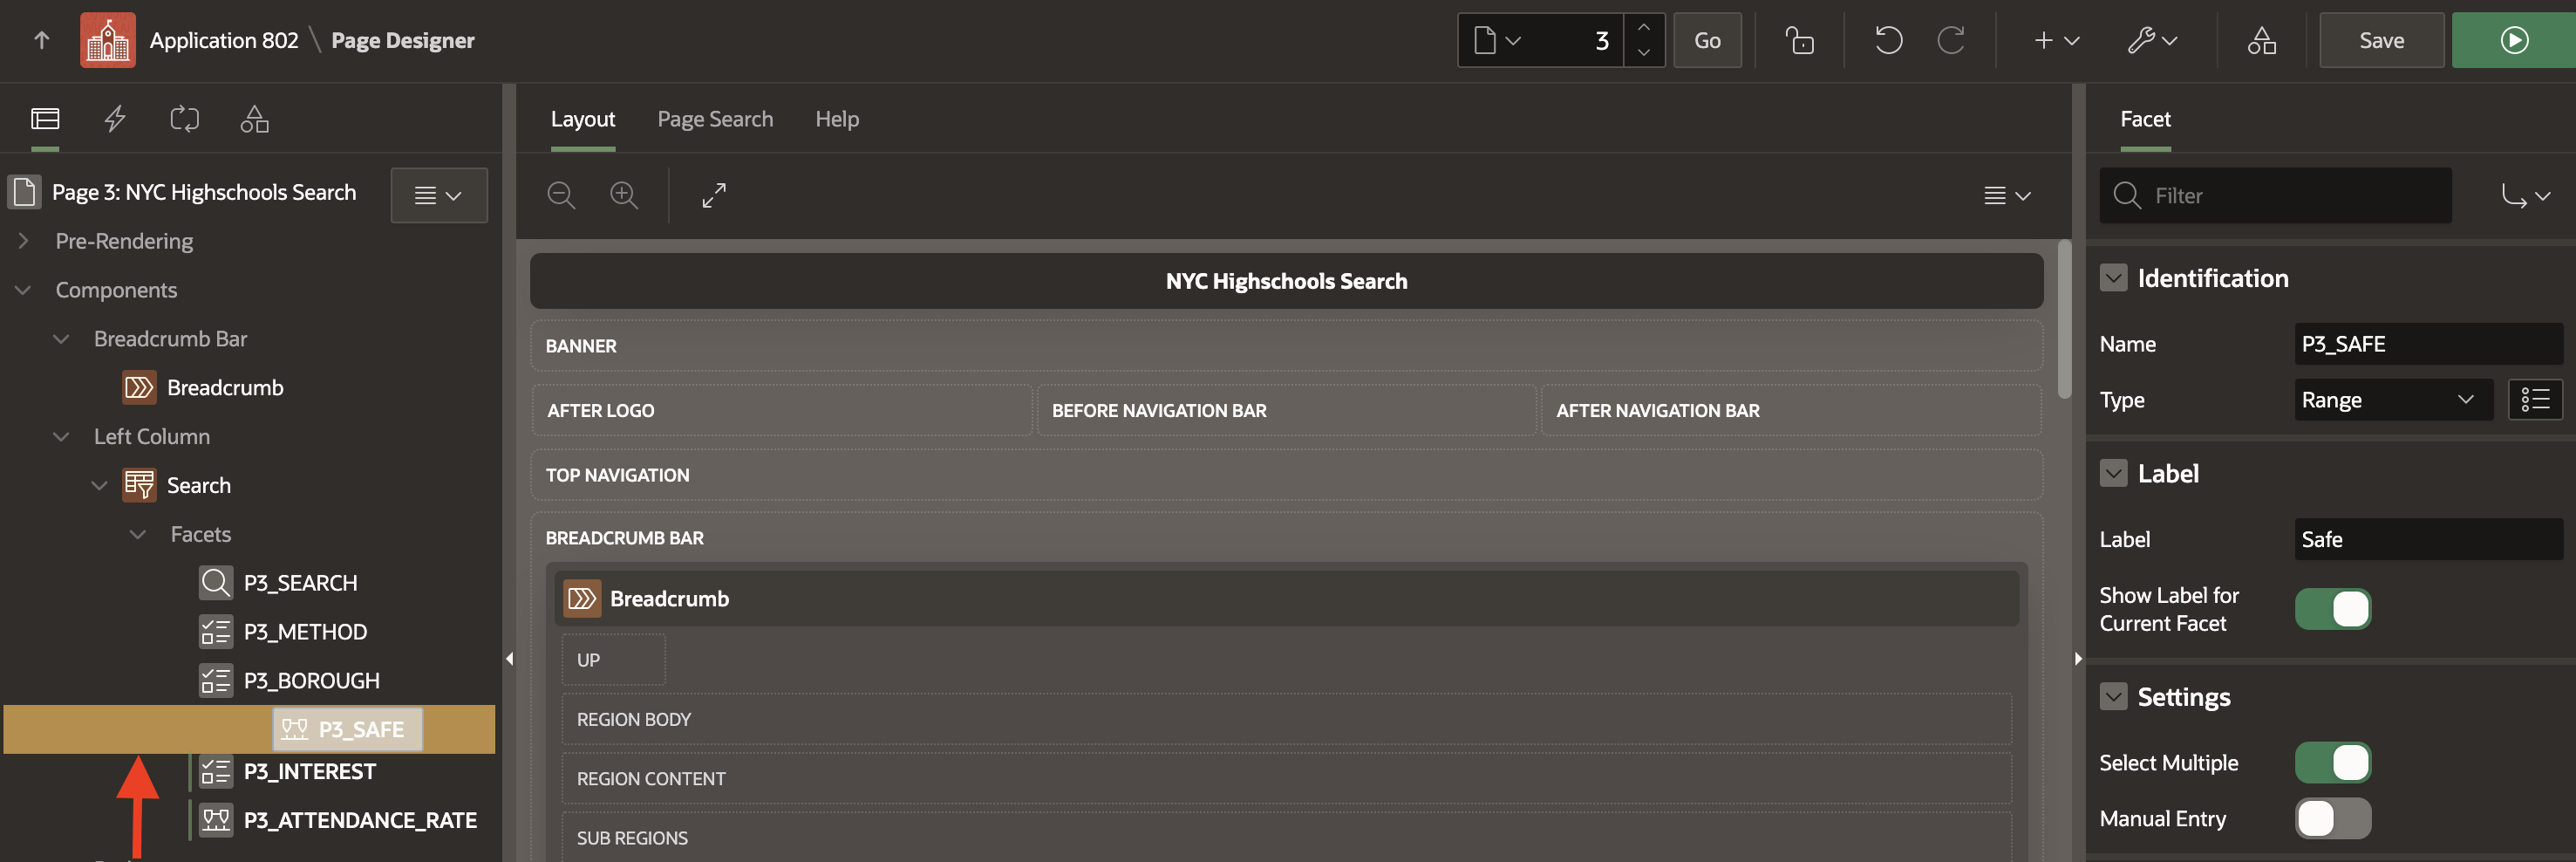 Application 802 \ Page Designer
3
Go
Save
Page 3: NYC Highschools Search
Pre-Rendering
Components
Breadcrumb Bar
Breadcrumb
Left Column
Search
Facets
P3_SEARCH
P3_METHOD
P3_BOROUGH
P3_SAFE
P3_INTEREST
P3_ATTENDANCE_RATE
Layout Page Search Help
NYC Highschools Search
BANNER
AFTER LOGO BEFORE NAVIGATION BAR AFTER NAVIGATION BAR
TOP NAVIGATION
BREADCRUMB BAR
Breadcrumb
UP
REGION BODY
REGION CONTENT
SUB REGIONS
Facet
Filter
Identification
Name P3_SAFE
Type Range
Label
Label Safe
Show Label for
Current Facet
Settings
Select Multiple
Manual Entry